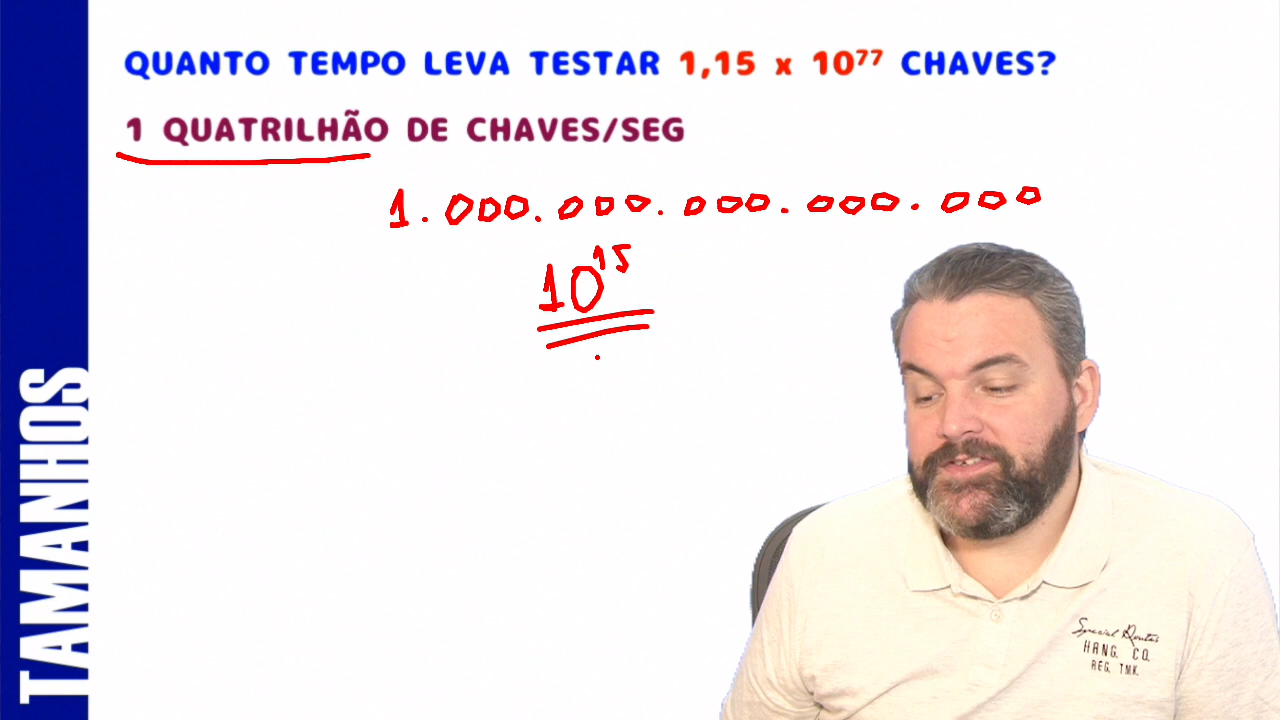 QUANTO TEMPO LEVA TESTAR 1,15 x 10⁷⁷ CHAVES?
1 QUATRILHÃO DE CHAVES/SEG
1.000.000.000.000.000
10¹⁵
TAMANHOS
Special Routes
HANG. CO.
REG. TMK.